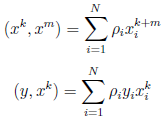 (x^k, x^m) = \sum_{i=1}^{N} \rho_i x_i^{k+m}
(y, x^k) = \sum_{i=1}^{N} \rho_i y_i x_i^k